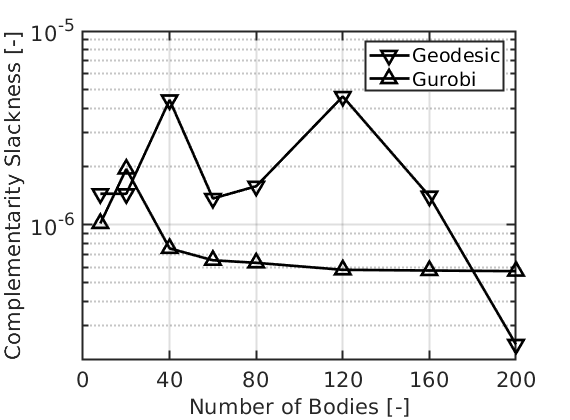 10-5
Geodesic
Gurobi
Complementarity Slackness [-]
10-6
0 40 80 120 160 200
Number of Bodies [-]